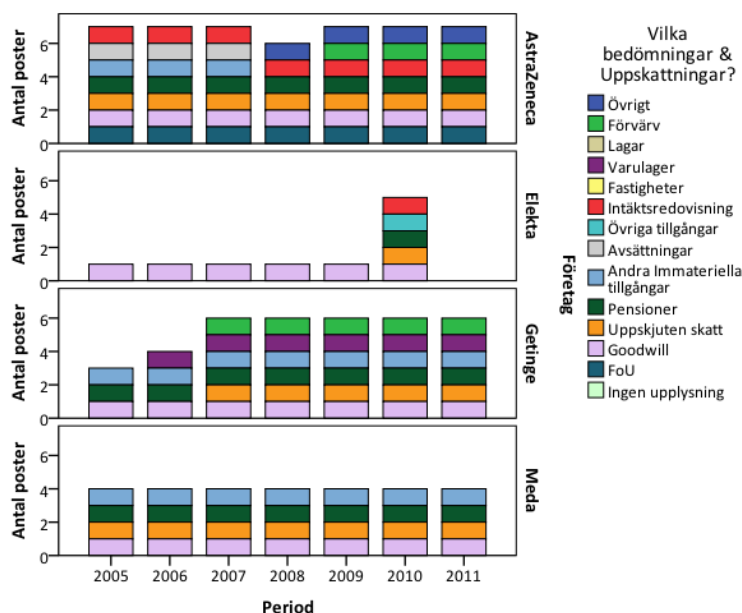 Antal poster
6
4
2
0
AstraZeneca
Antal poster
6
4
2
0
Elekta
Antal poster
6
4
2
0
Getinge
Antal poster
6
4
2
0
Meda
2005 2006 2007 2008 2009 2010 2011
Period
Företag
Vilka
bedömningar &
Uppskattningar?
Övrigt
Förvärv
Lagar
Varulager
Fastigheter
Intäktsredovisning
Övriga tillgångar
Avsättningar
Andra Immateriella
tillgångar
Pensioner
Uppskjuten skatt
Goodwill
FoU
Ingen upplysning